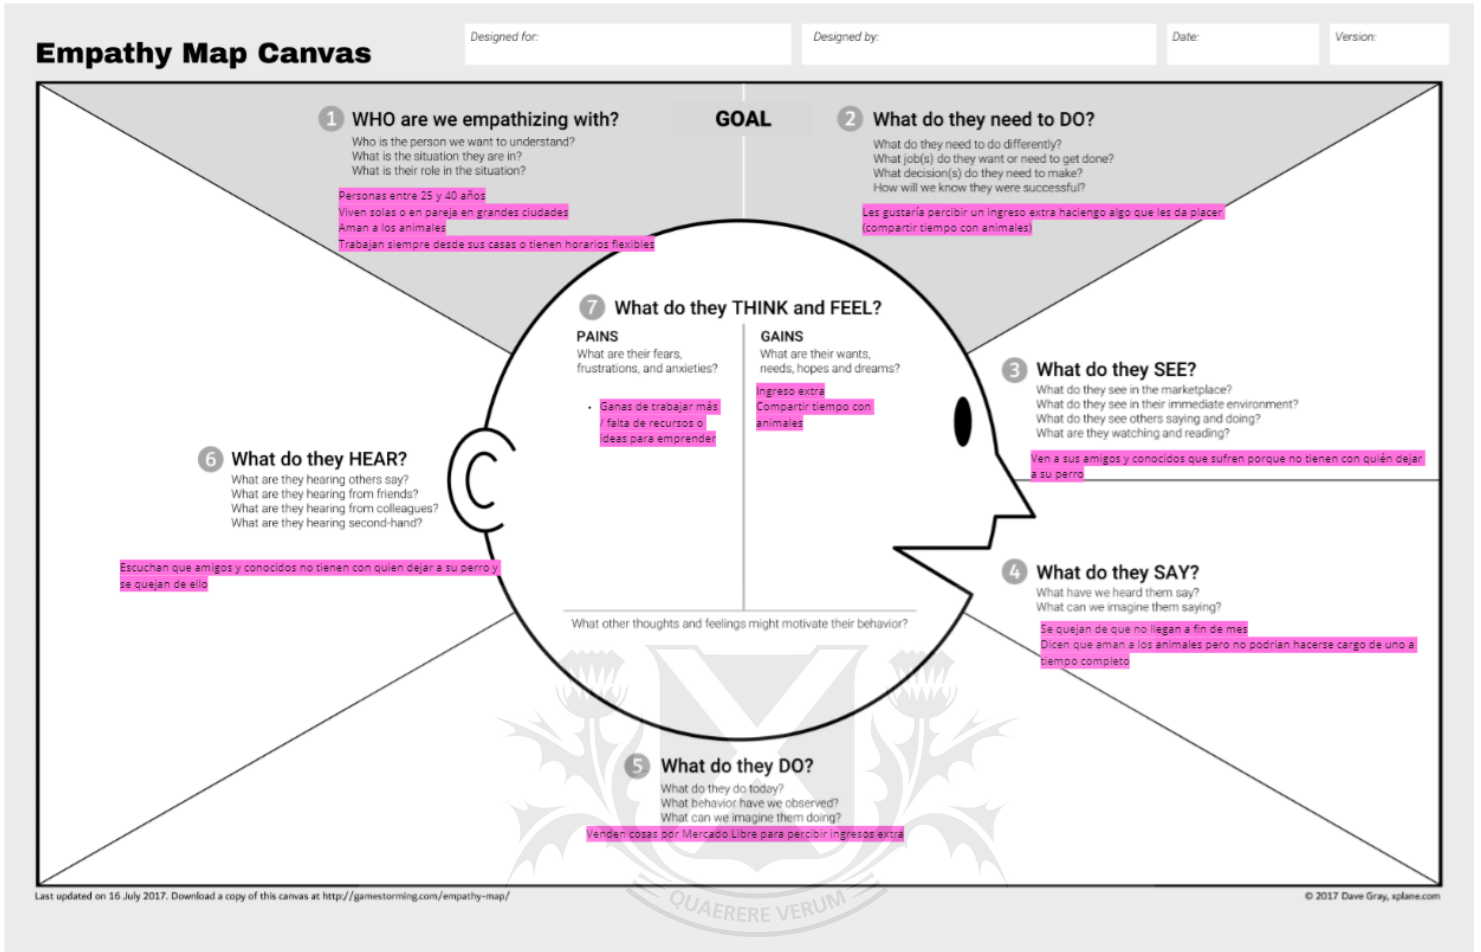 Empathy Map Canvas
Designed for:
Designed by:
Date:
Version:
1 WHO are we empathizing with?
Who is the person we want to understand?
What is the situation they are in?
What is their role in the situation?
Personas entre 25 y 40 años
Viven solas o en pareja en grandes ciudades
Aman a los animales
Trabajan siempre desde sus casas o tienen horarios flexibles
GOAL
2 What do they need to DO?
What do they need to do differently?
What job(s) do they want or need to get done?
What decision(s) do they need to make?
How will we know they were successful?
Les gustaría percibir un ingreso extra haciengo algo que les da placer
(compartir tiempo con animales)
7 What do they THINK and FEEL?
PAINS
What are their fears,
frustrations, and anxieties?
• Ganas de trabajar más
/ falta de recursos o
ideas para emprender
GAINS
What are their wants,
needs, hopes and dreams?
Ingreso extra
Compartir tiempo con
animales
What other thoughts and feelings might motivate their behavior?
3 What do they SEE?
What do they see in the marketplace?
What do they see in their immediate environment?
What do they see others saying and doing?
What are they watching and reading?
Ven a sus amigos y conocidos que sufren porque no tienen con quién dejar
a su perro
4 What do they SAY?
What have we heard them say?
What can we imagine them saying?
Se quejan de que no llegan a fin de mes
Dicen que aman a los animales pero no podrian hacerse cargo de uno a
tiempo completo
5 What do they DO?
What do they do today?
What behavior have we observed?
What can we imagine them doing?
Venden cosas por Mercado Libre para percibir ingresos extra
6 What do they HEAR?
What are they hearing others say?
What are they hearing from friends?
What are they hearing from colleagues?
What are they hearing second-hand?
Escuchan que amigos y conocidos no tienen con quien dejar a su perro y
se quejan de ello
QUAERERE VERUM
Last updated on 16 July 2017. Download a copy of this canvas at http://gamestorming.com/empathy-map/
© 2017 Dave Gray, xplane.com